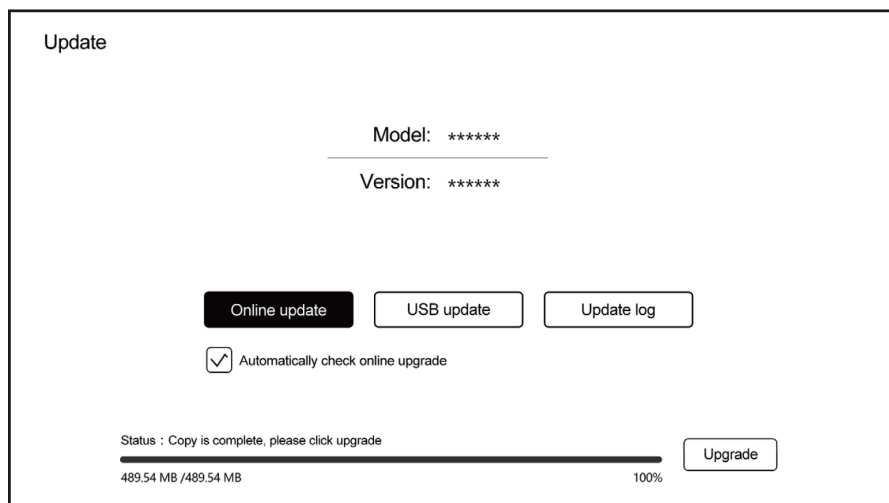 Update
Model: ******
Version: ******
Online update USB update Update log
Automatically check online upgrade
Status：Copy is complete, please click upgrade
Upgrade
489.54 MB /489.54 MB 100%